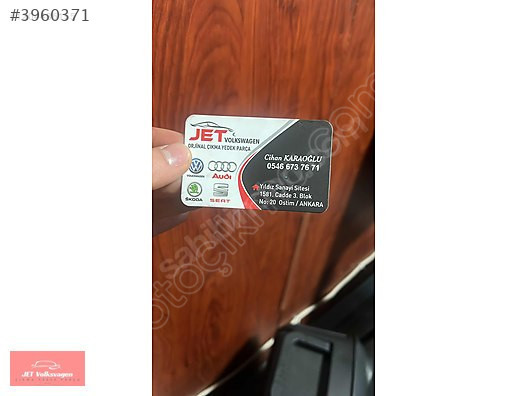 #3960371
JET
VOLKSWAGEN
ORJİNAL ÇIKMA YEDEK PARÇA
VOLKSWAGEN
Audi
ŠKODA
SEAT
Cihan KARAOĞLU
0546 673 76 71
Yıldız Sanayi Sitesi
1581. Cadde 3. Blok
No: 20 Ostim / ANKARA
JET Volkswagen